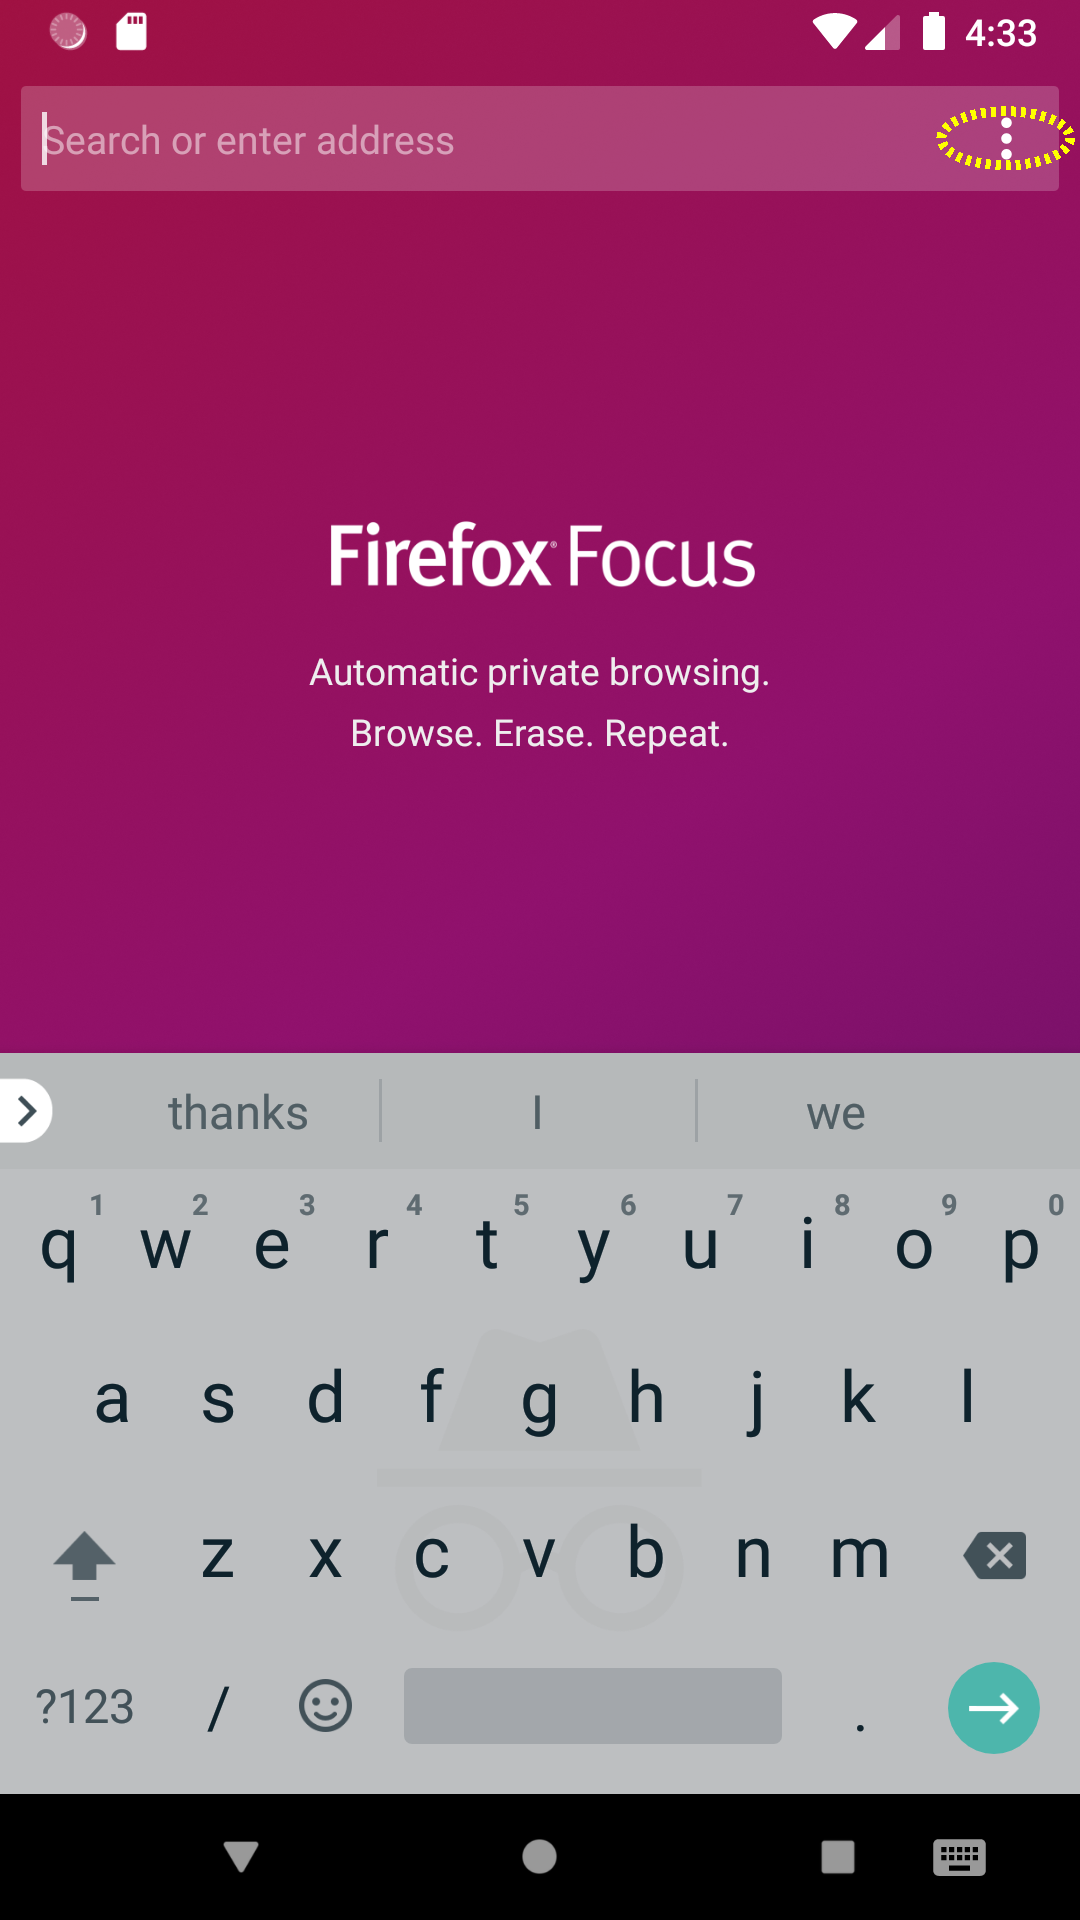 4:33
Search or enter address
Firefox Focus
Automatic private browsing.
Browse. Erase. Repeat.
thanks I we
1 2 3 4 5 6 7 8 9 0
q w e r t y u i o p
a s d f g h j k l
z x c v b n m
?123 / .